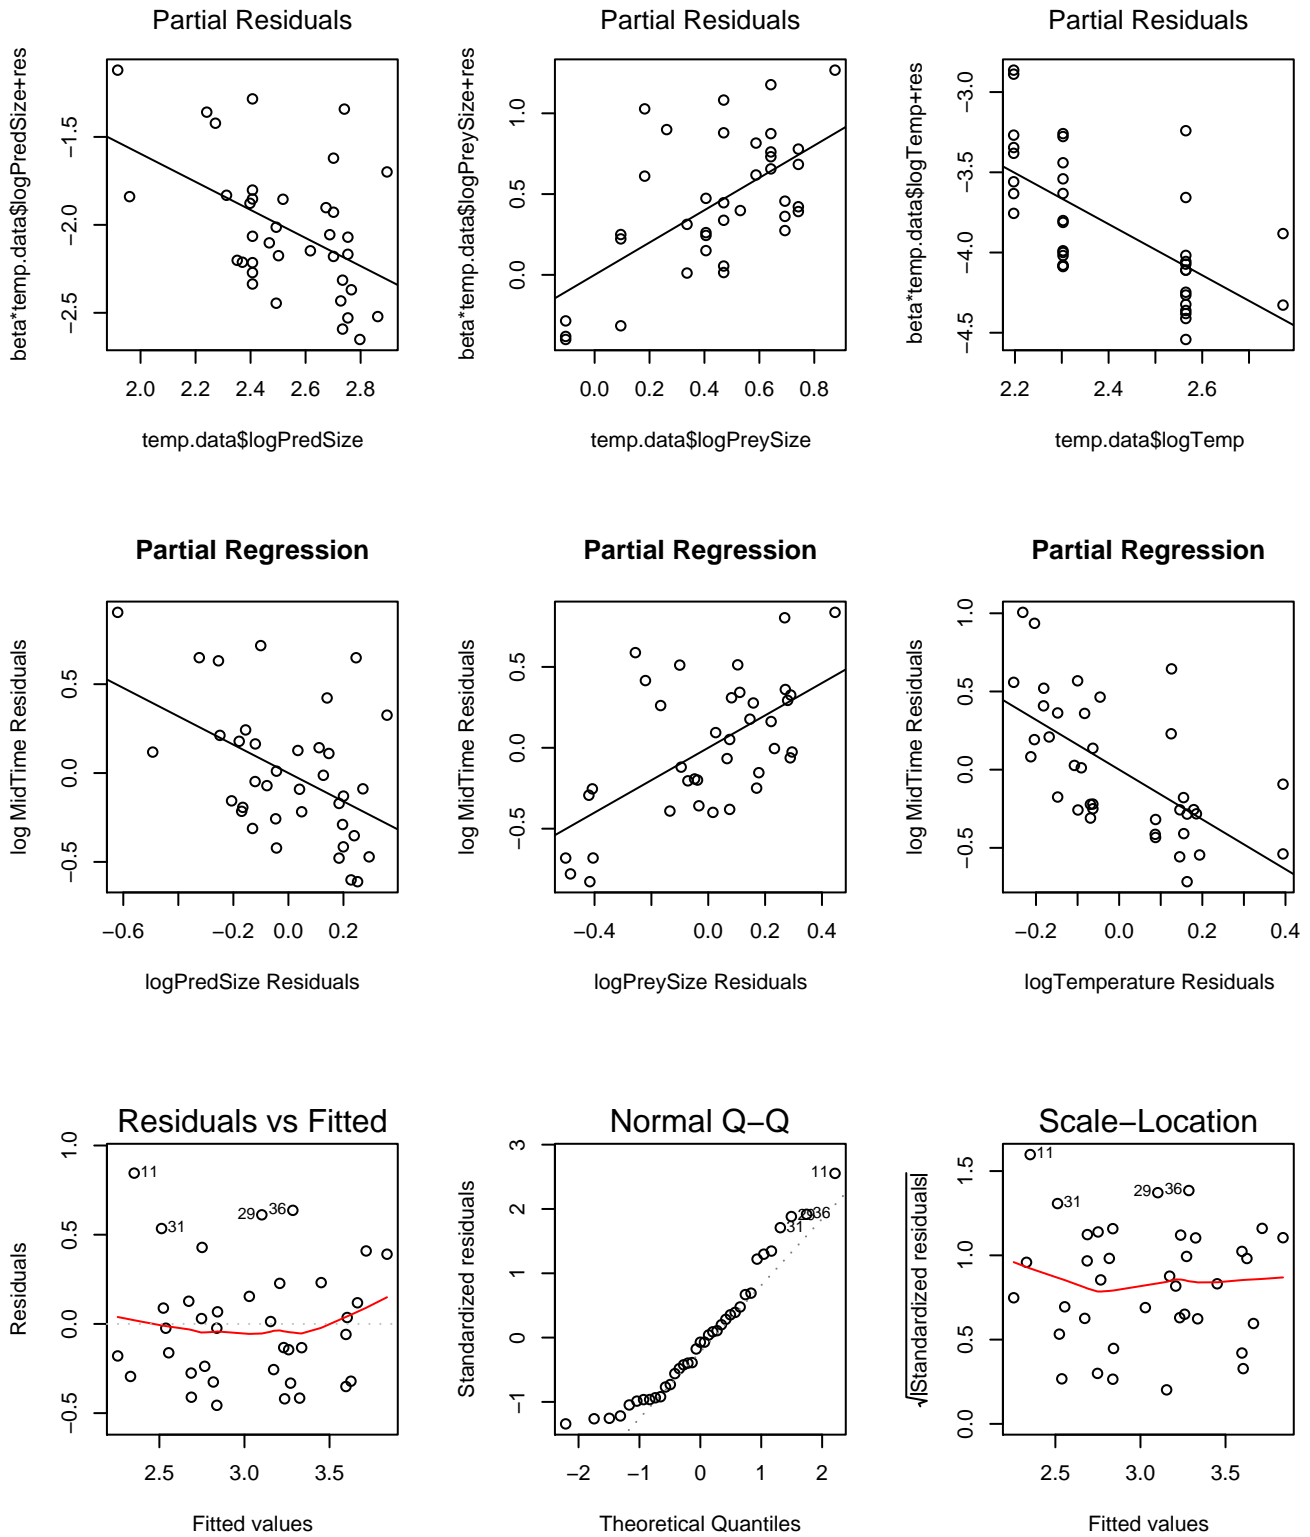 Partial Residuals
beta*temp.data$logPredSize+res
−1.5
−2.0
−2.5
2.0 2.2 2.4 2.6 2.8
temp.data$logPredSize
Partial Residuals
beta*temp.data$logPreySize+res
1.0
0.5
0.0
0.0 0.2 0.4 0.6 0.8
temp.data$logPreySize
Partial Residuals
beta*temp.data$logTemp+res
−3.0
−3.5
−4.0
−4.5
2.2 2.4 2.6
temp.data$logTemp
Partial Regression
log MidTime Residuals
0.5
0.0
−0.5
−0.6 −0.2 0.0 0.2
logPredSize Residuals
Partial Regression
log MidTime Residuals
0.5
0.0
−0.5
−0.4 0.0 0.2 0.4
logPreySize Residuals
Partial Regression
log MidTime Residuals
1.0
0.5
0.0
−0.5
−0.2 0.0 0.2 0.4
logTemperature Residuals
Residuals vs Fitted
Residuals
1.0
0.5
0.0
−0.5
11
31
29
36
2.5 3.0 3.5
Fitted values
Normal Q−Q
Standardized residuals
3
2
1
0
−1
11
36
31
−2 −1 0 1 2
Theoretical Quantiles
Scale−Location
√|Standardized residuals|
1.5
1.0
0.5
0.0
11
31
29
36
2.5 3.0 3.5
Fitted values